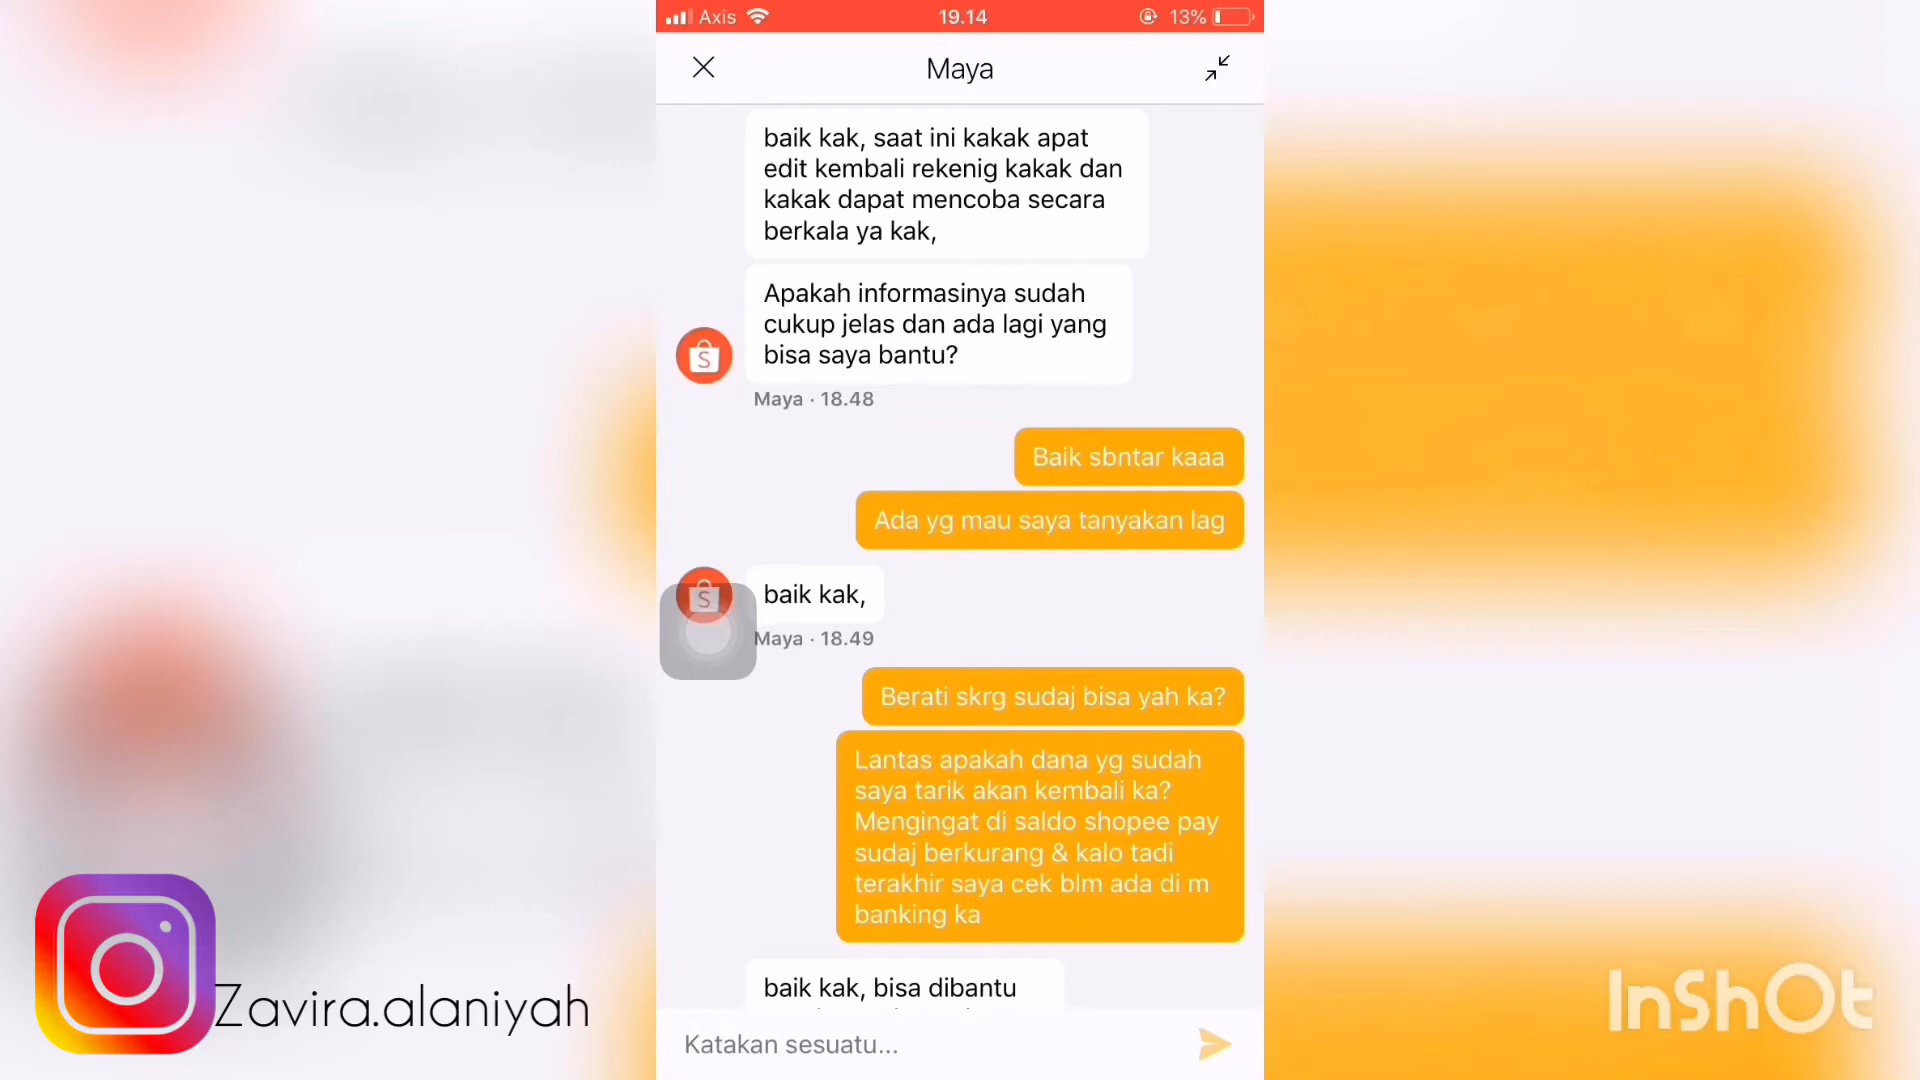 Axis
19.14
13%
Maya
baik kak, saat ini kakak apat
edit kembali rekenig kakak dan
kakak dapat mencoba secara
berkala ya kak,
Apakah informasinya sudah
cukup jelas dan ada lagi yang
bisa saya bantu?
S
Maya · 18.48
Baik sbntar kaaa
Ada yg mau saya tanyakan lag
S
baik kak,
Maya · 18.49
Berati skrg sudaj bisa yah ka?
Lantas apakah dana yg sudah
saya tarik akan kembali ka?
Mengingat di saldo shopee pay
sudaj berkurang & kalo tadi
terakhir saya cek blm ada di m
banking ka
baik kak, bisa dibantu
Katakan sesuatu...
Zavira.alaniyah
InShOt